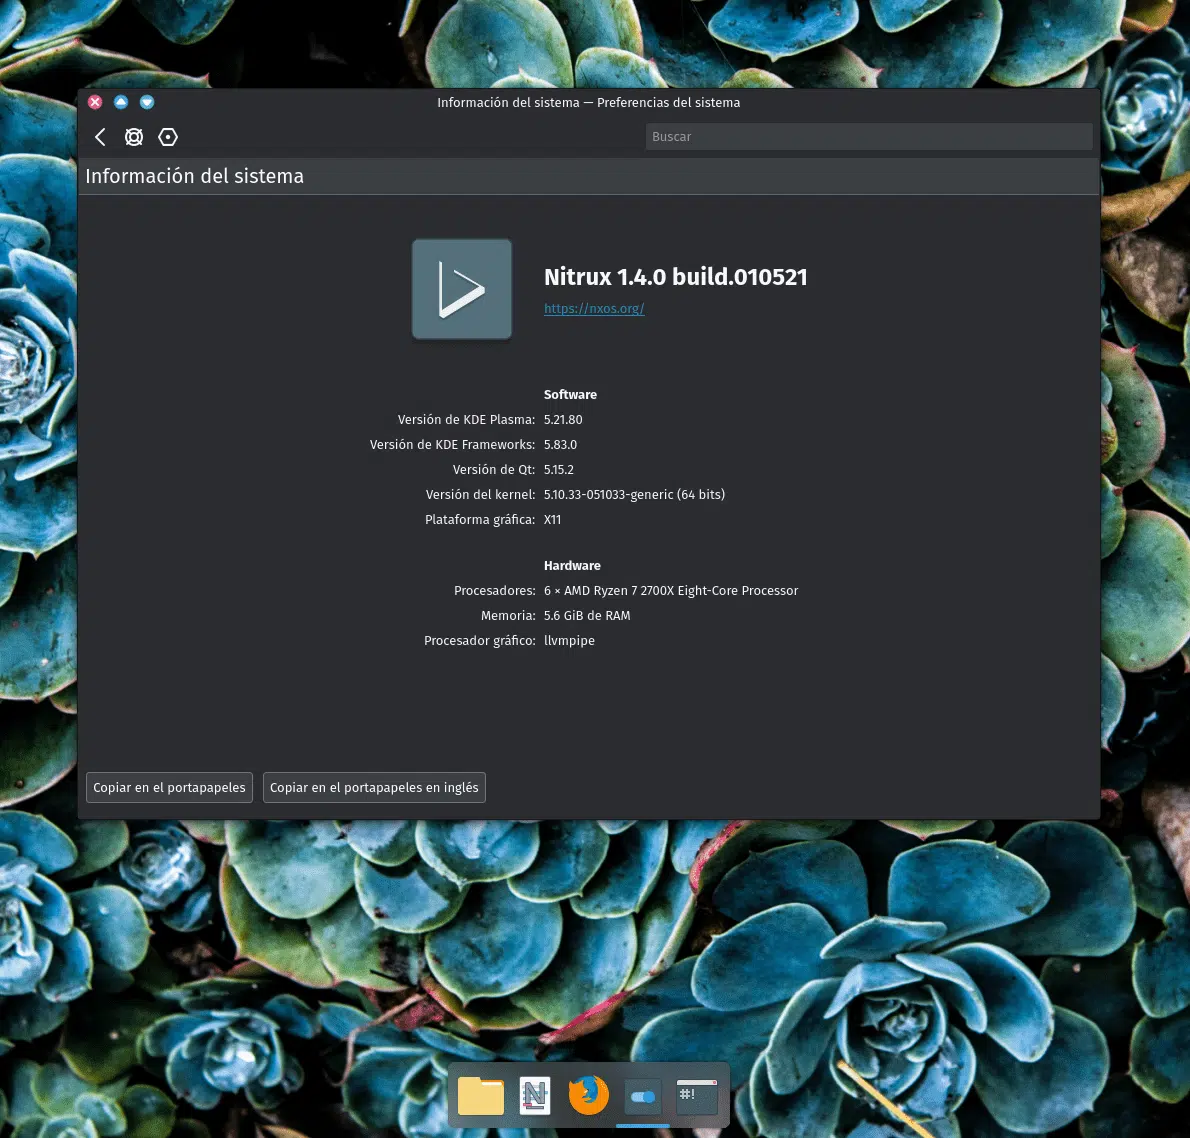 Información del sistema — Preferencias del sistema
Buscar
Información del sistema
Nitrux 1.4.0 build.010521
https://nxos.org/
Software
Versión de KDE Plasma: 5.21.80
Versión de KDE Frameworks: 5.83.0
Versión de Qt: 5.15.2
Versión del kernel: 5.10.33-051033-generic (64 bits)
Plataforma gráfica: X11
Hardware
Procesadores: 6 × AMD Ryzen 7 2700X Eight-Core Processor
Memoria: 5.6 GiB de RAM
Procesador gráfico: llvmpipe
Copiar en el portapapeles Copiar en el portapapeles en inglés
N #!